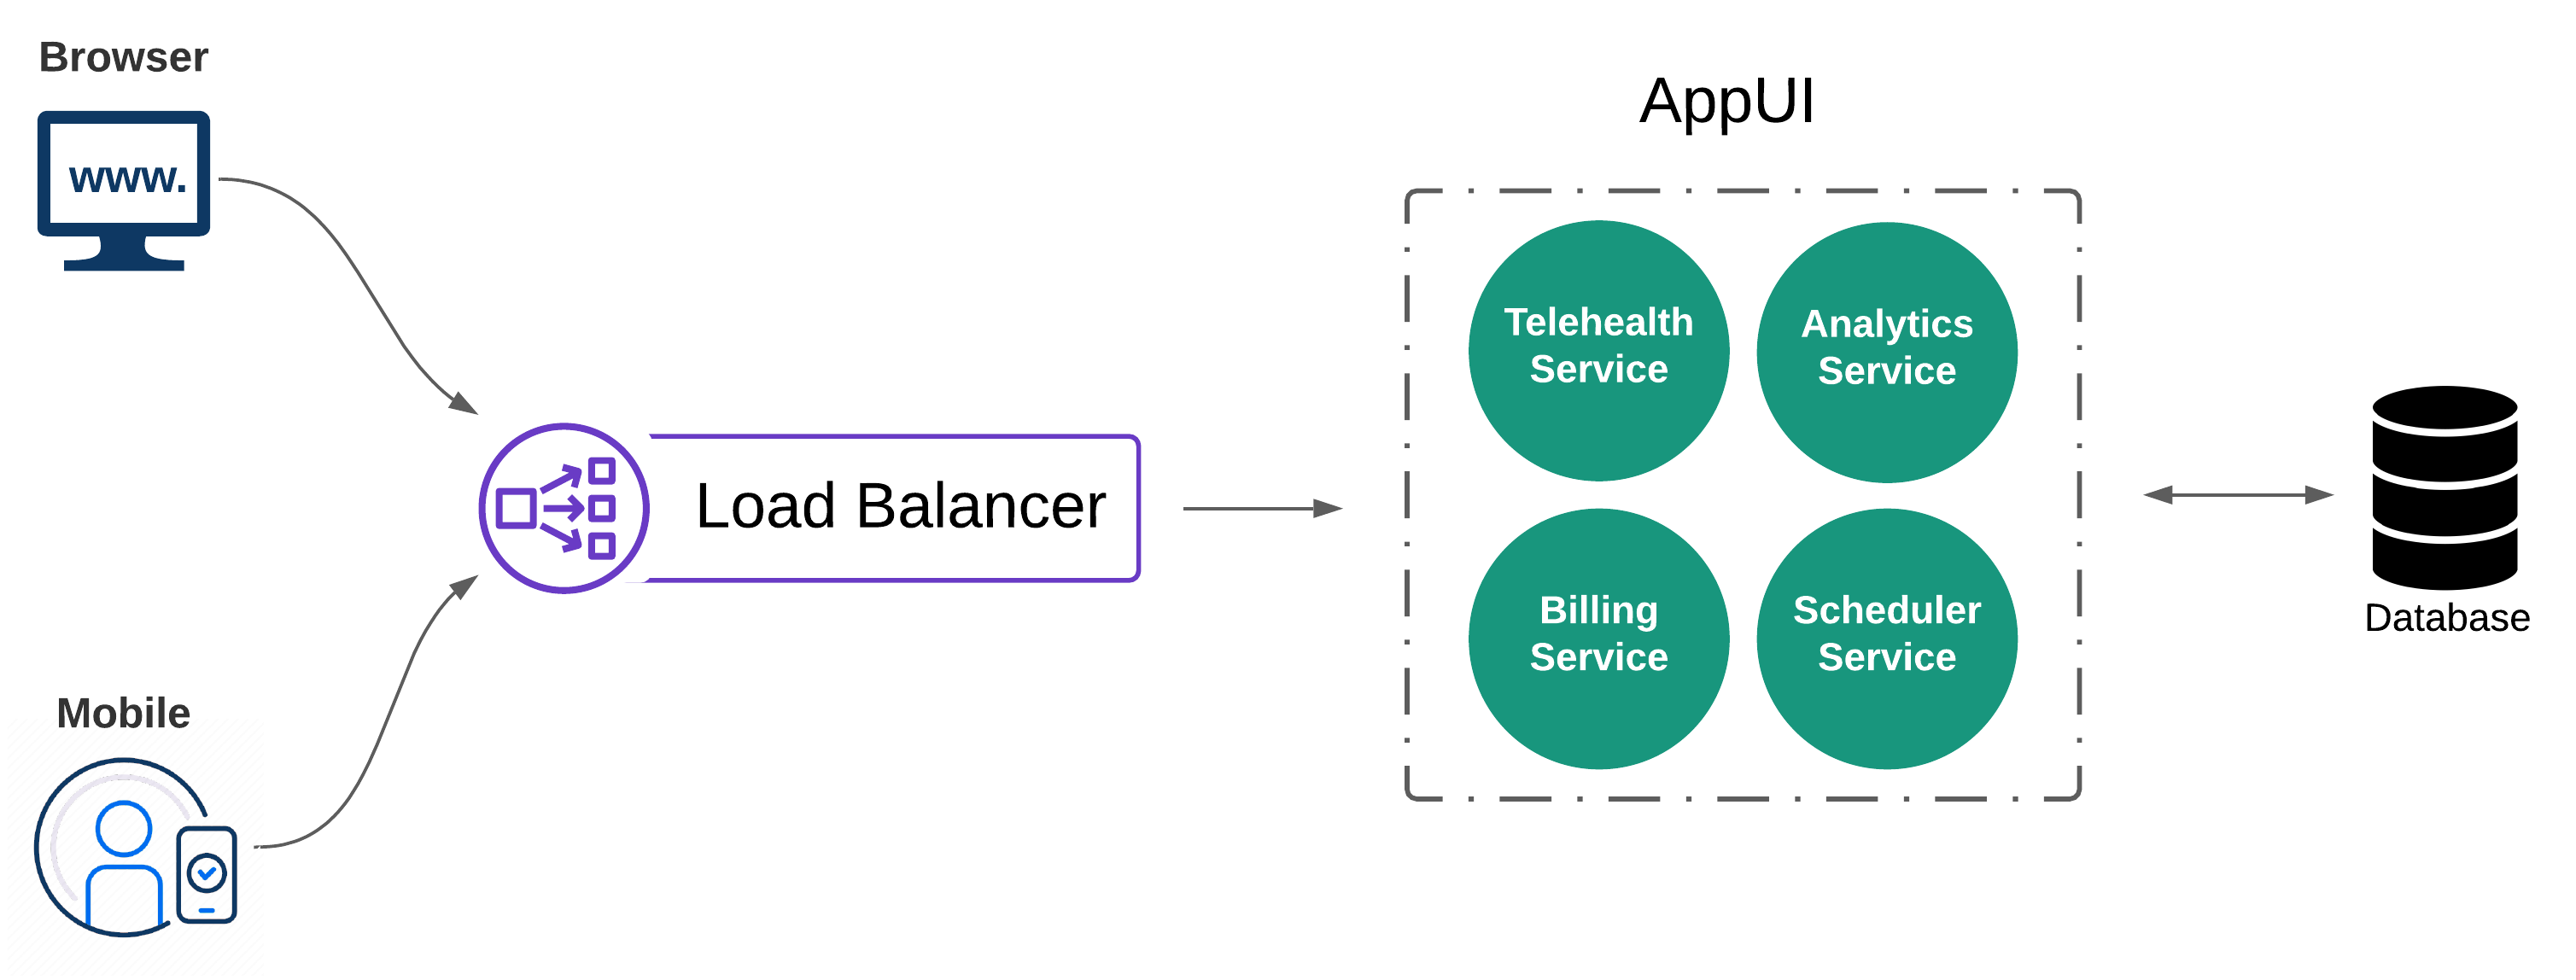 Browser
www.
AppUI
Telehealth
Service
Analytics
Service
Load Balancer
Billing
Service
Scheduler
Service
Database
Mobile